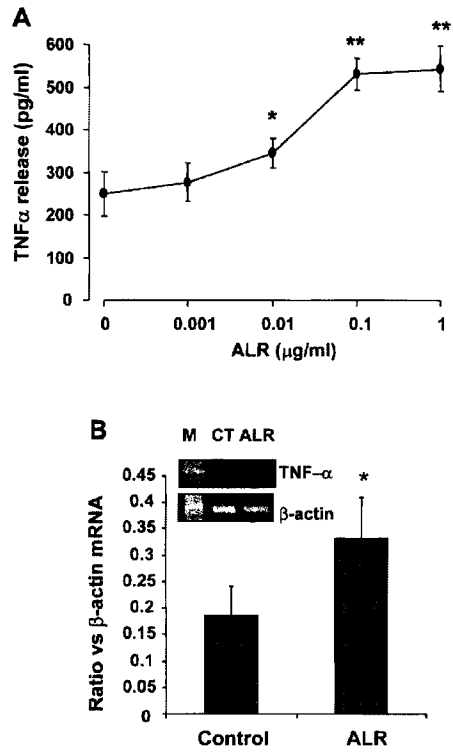 A
TNFα release (pg/ml)
600
500
400
300
200
100
0
*
**
**
0 0.001 0.01 0.1 1
ALR (μg/ml)
B
M CT ALR
TNF–α
β-actin
Ratio vs β-actin mRNA
0.45
0.4
0.35
0.3
0.25
0.2
0.15
0.1
0.05
0
*
Control ALR